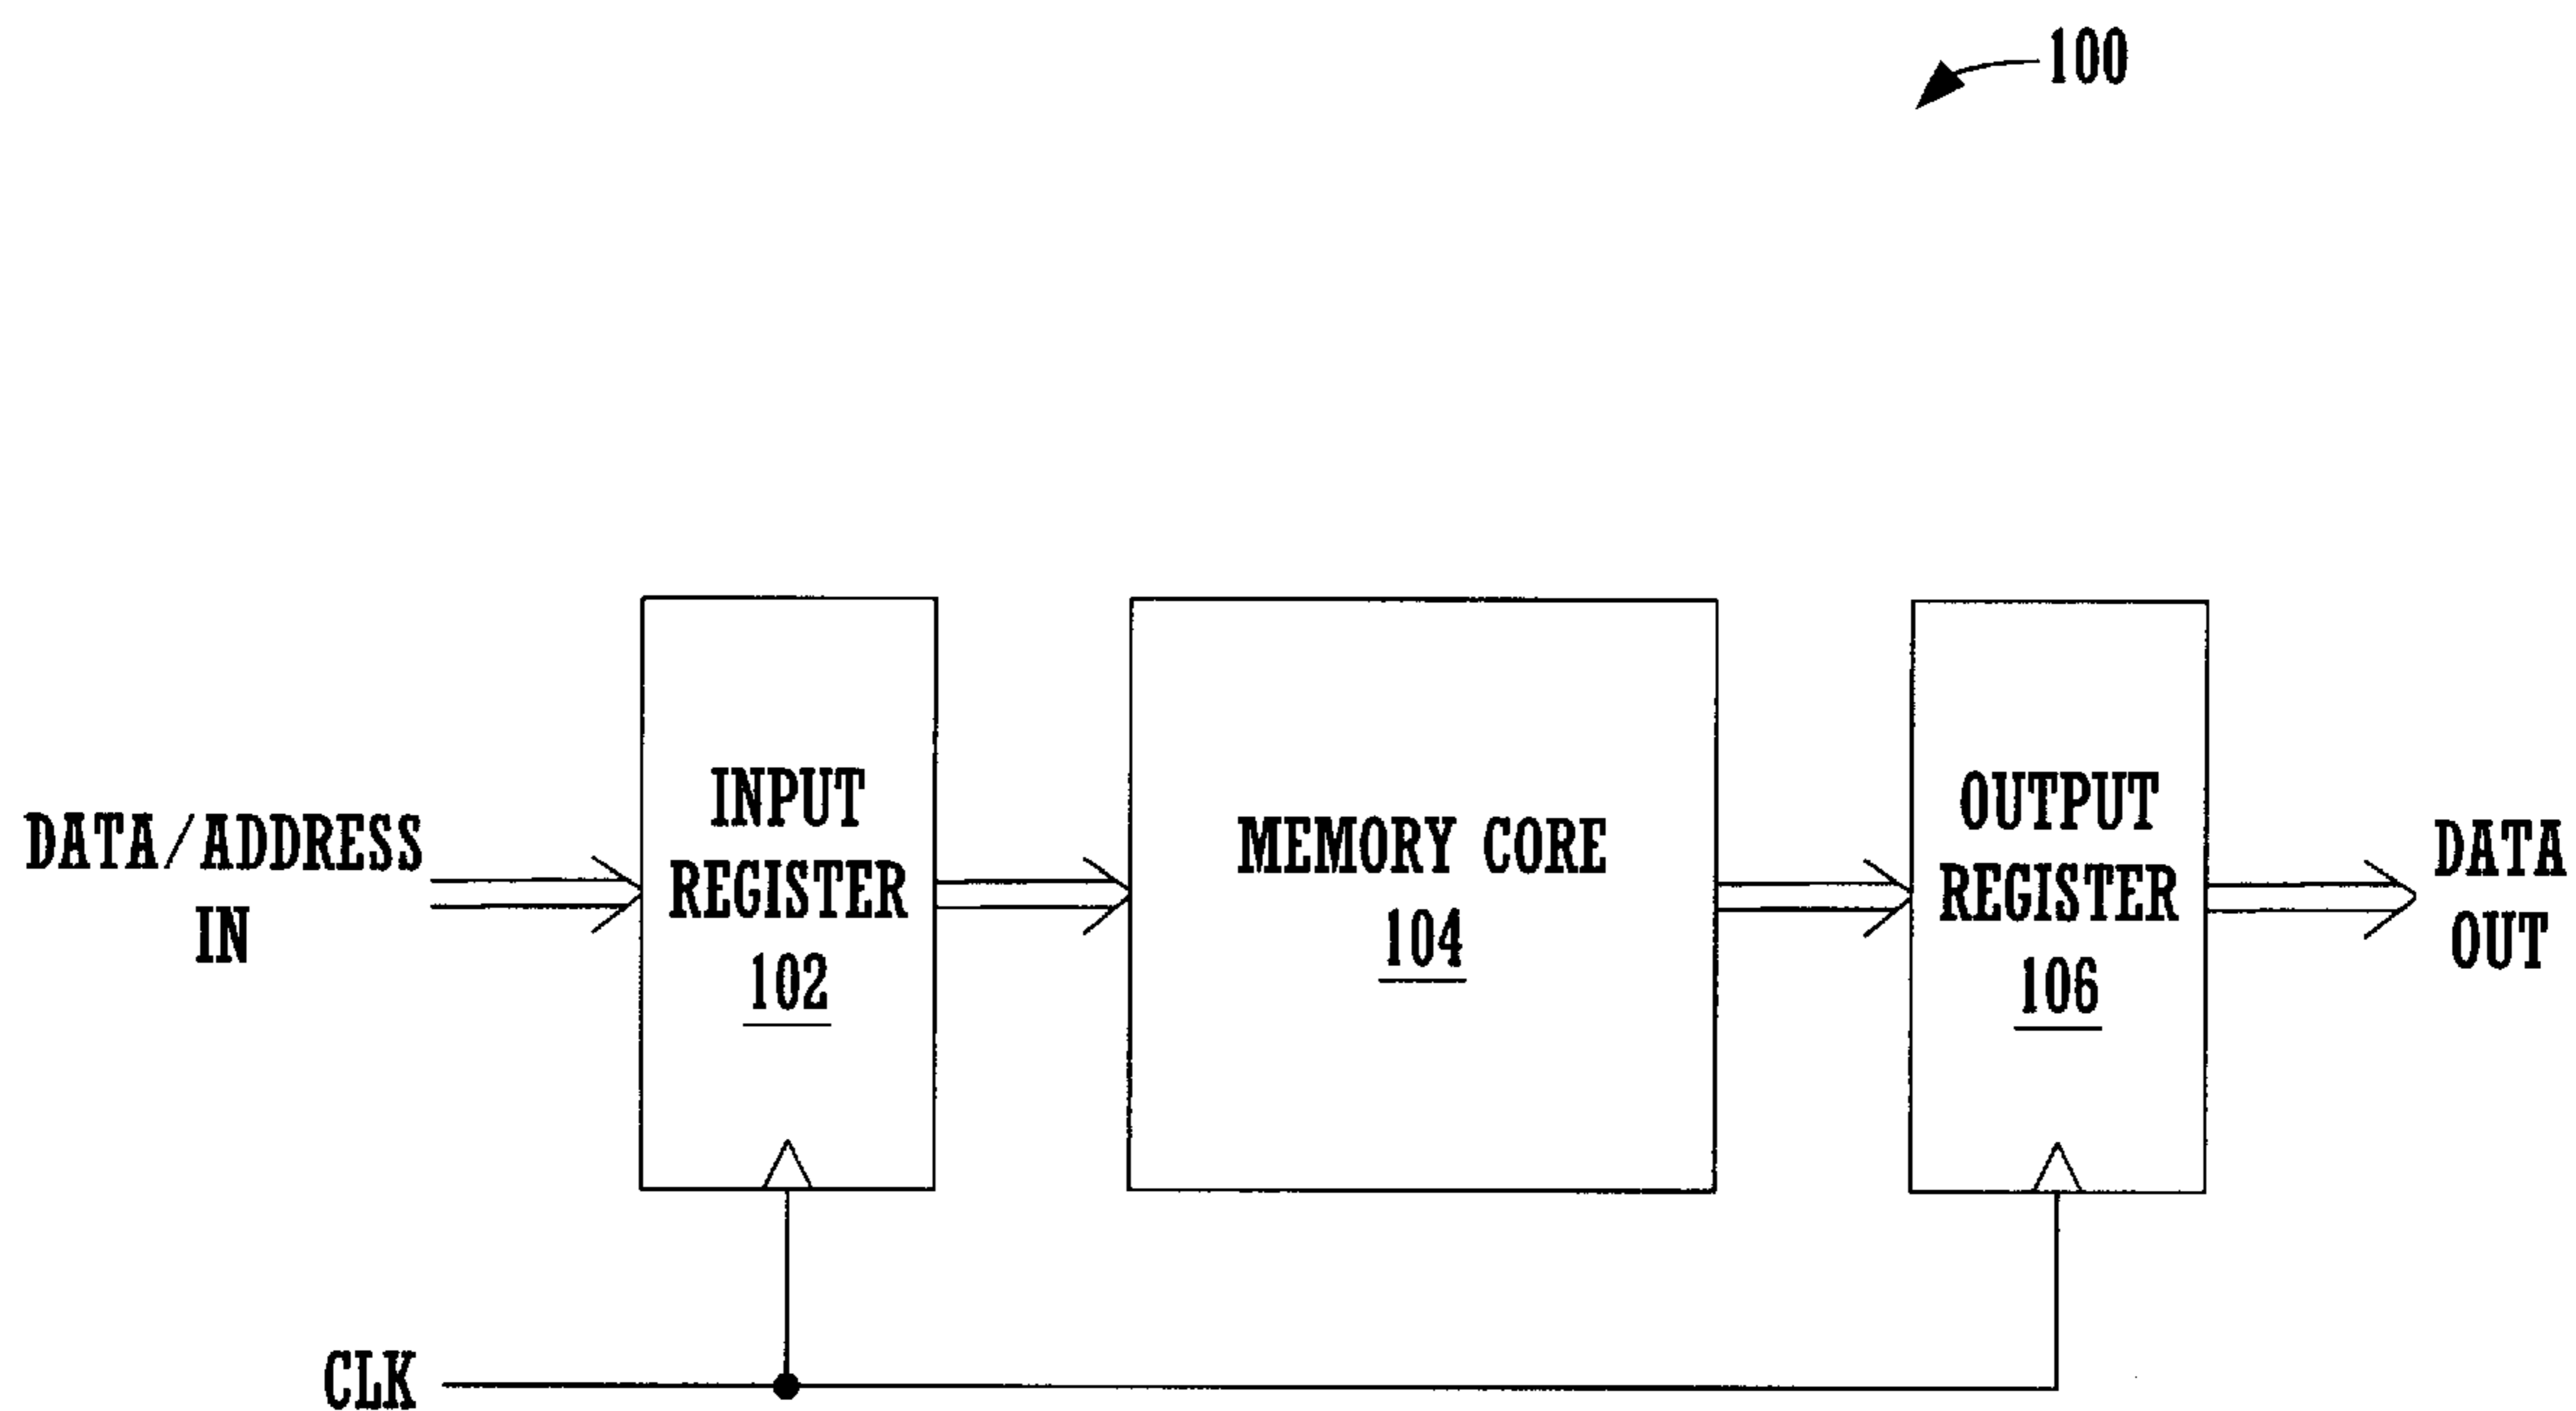 100
DATA/ADDRESS
IN
INPUT
REGISTER
102
MEMORY CORE
104
OUTPUT
REGISTER
106
DATA
OUT
CLK